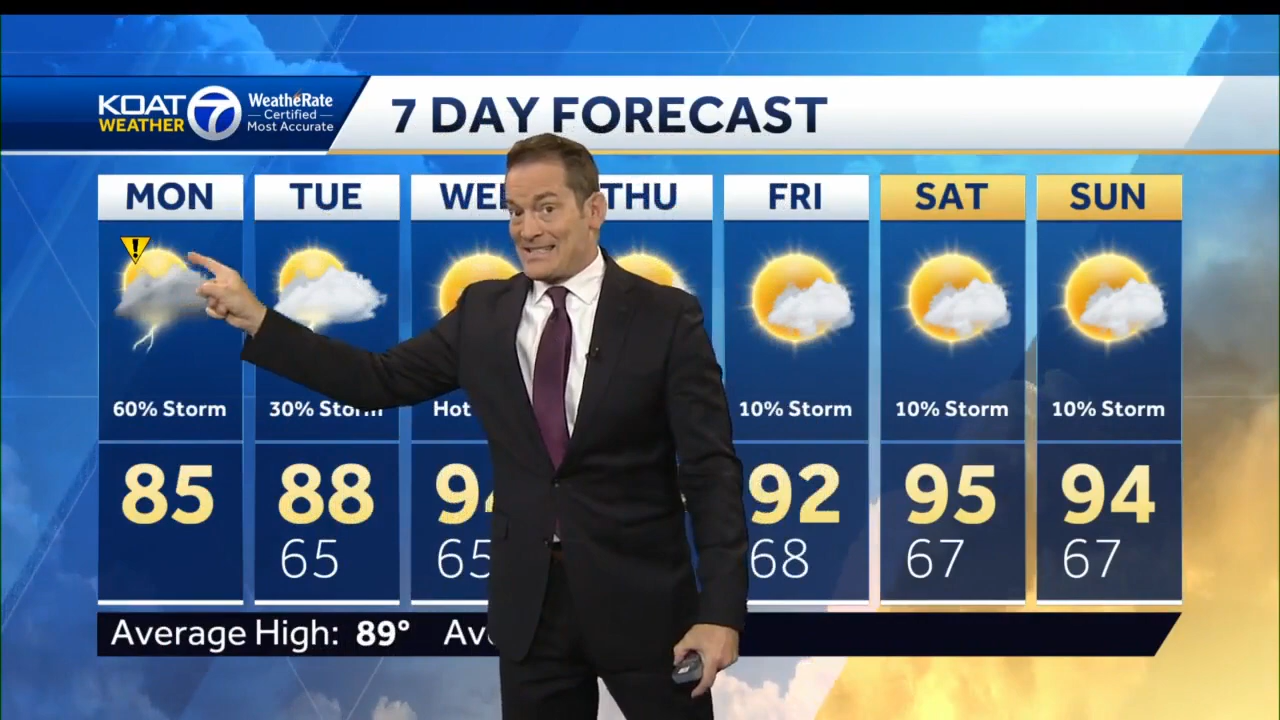 KOAT 7 WEATHER
WeatheRate
Certified
Most Accurate
7 DAY FORECAST
MON TUE THU FRI SAT SUN
60% Storm 30% Hot 10% Storm 10% Storm 10% Storm
85 88 92 95 94
65 65 68 67 67
Average High: 89°